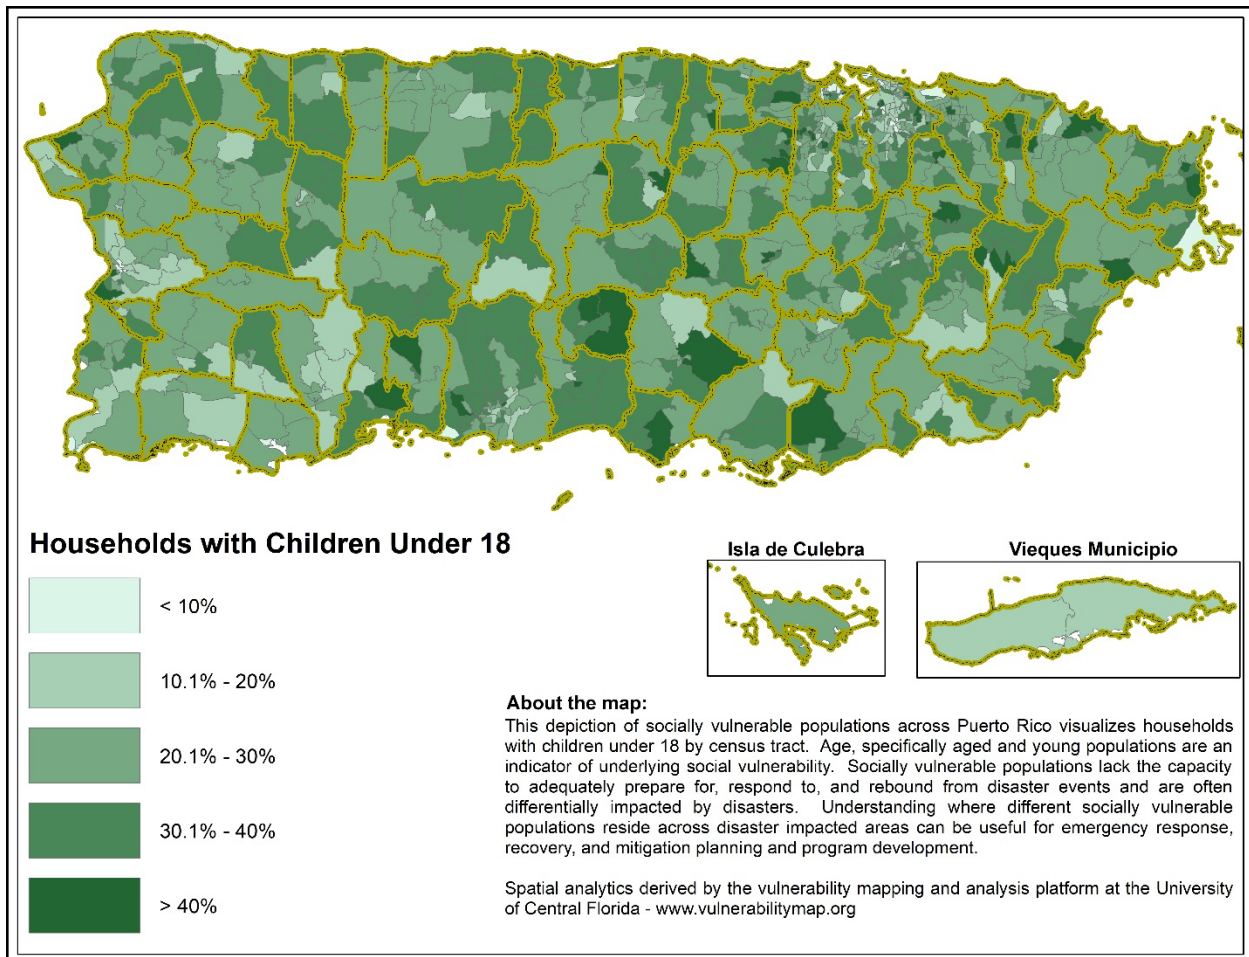 Households with Children Under 18
< 10%
10.1% - 20%
20.1% - 30%
30.1% - 40%
> 40%
Isla de Culebra
Vieques Municipio
About the map:
This depiction of socially vulnerable populations across Puerto Rico visualizes households
with children under 18 by census tract. Age, specifically aged and young populations are an
indicator of underlying social vulnerability. Socially vulnerable populations lack the capacity
to adequately prepare for, respond to, and rebound from disaster events and are often
differentially impacted by disasters. Understanding where different socially vulnerable
populations reside across disaster impacted areas can be useful for emergency response,
recovery, and mitigation planning and program development.
Spatial analytics derived by the vulnerability mapping and analysis platform at the University
of Central Florida - www.vulnerabilitymap.org